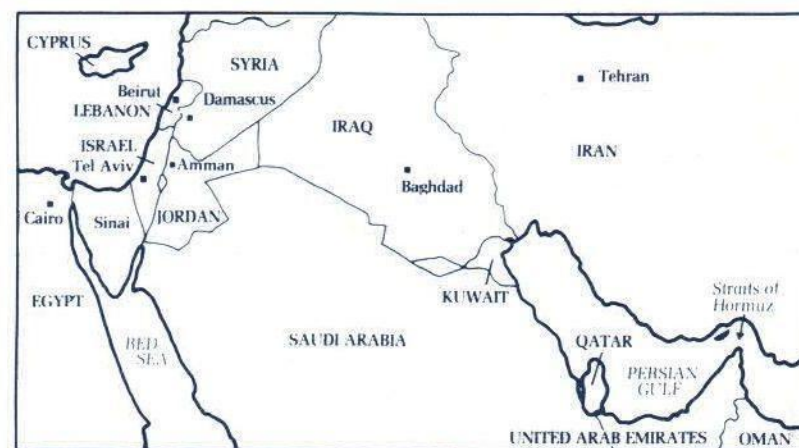 CYPRUS
SYRIA
Tehran
Beirut
LEBANON
Damascus
IRAQ
ISRAEL
Tel Aviv
Amman
IRAN
Baghdad
Cairo
Sinai
JORDAN
KUWAIT
Straits of
Hormuz
EGYPT
RED
SEA
SAUDI ARABIA
QATAR
PERSIAN
GULF
UNITED ARAB EMIRATES
OMAN